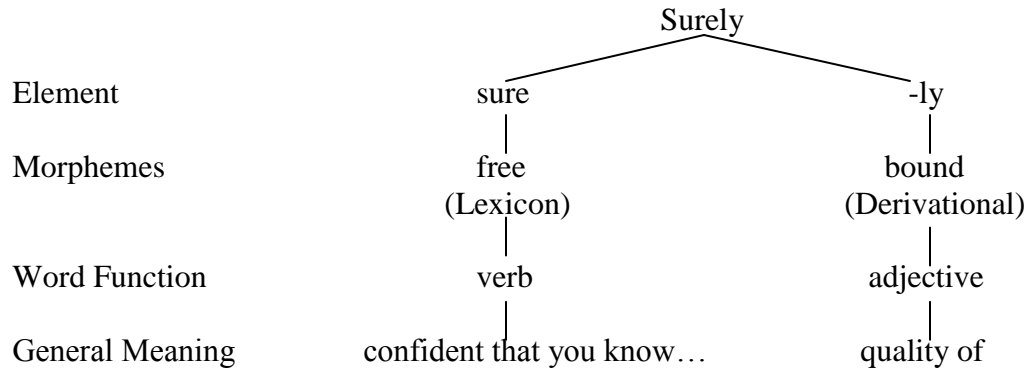 Surely
Element sure -ly
Morphemes free bound
(Lexicon) (Derivational)
Word Function verb adjective
General Meaning confident that you know… quality of